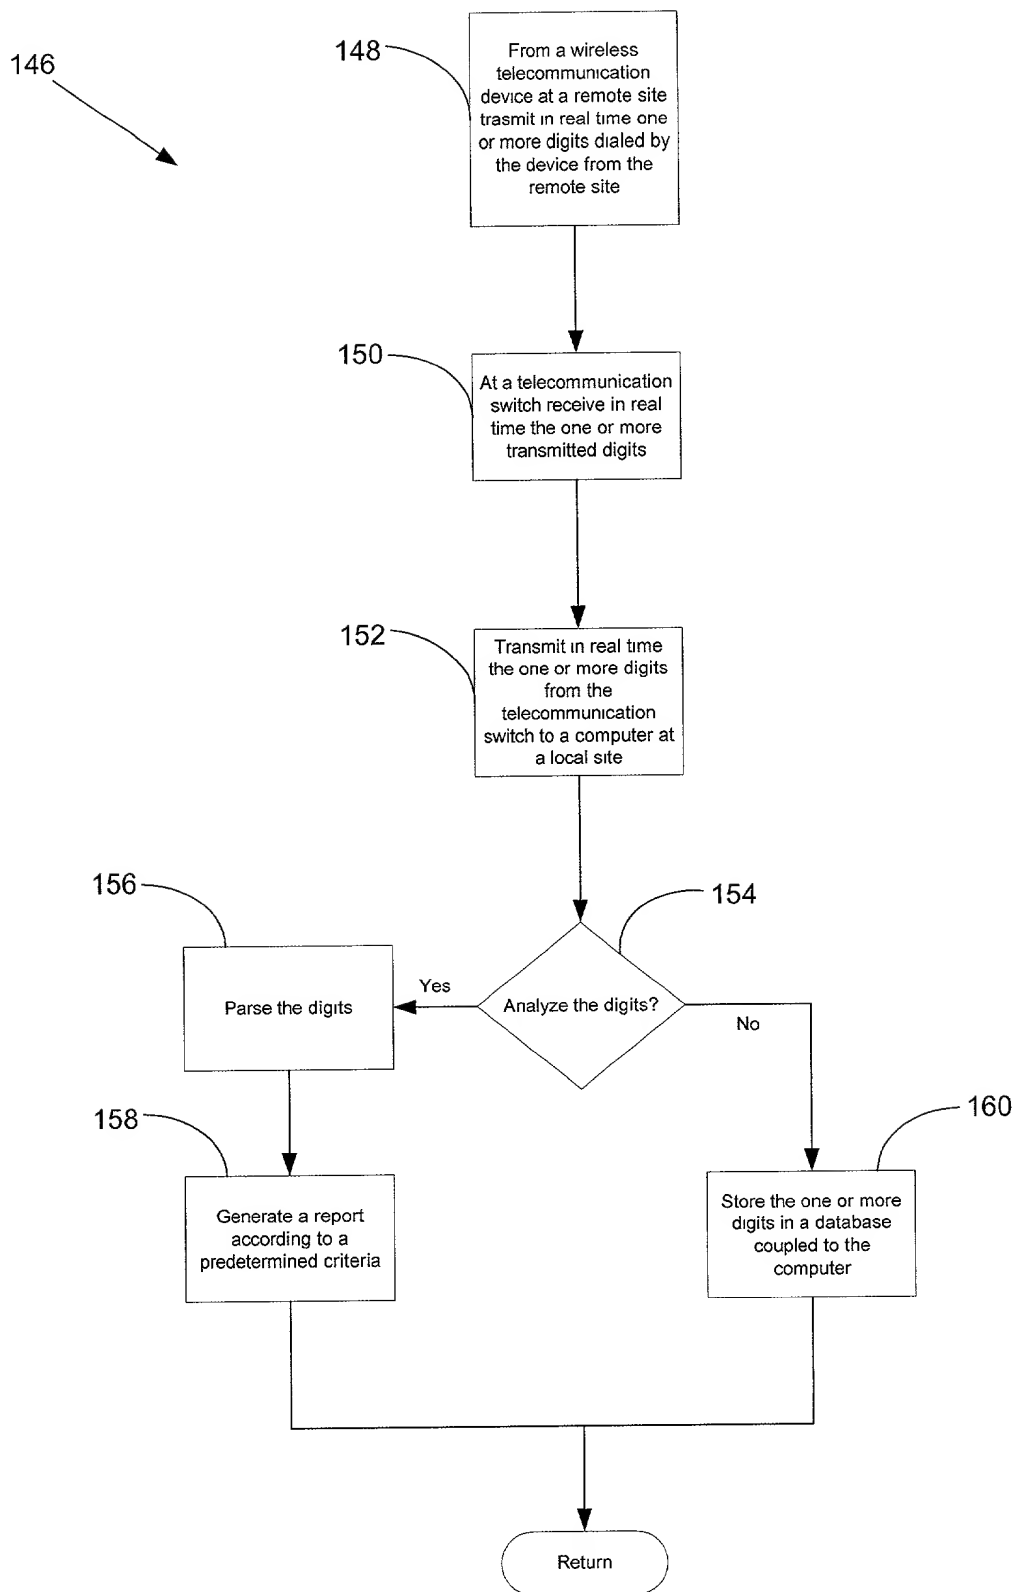 146
148
From a wireless
telecommunication
device at a remote site
trasmit in real time one
or more digits dialed by
the device from the
remote site
150
At a telecommunication
switch receive in real
time the one or more
transmitted digits
152
Transmit in real time
the one or more digits
from the
telecommunication
switch to a computer at
a local site
154
Analyze the digits?
Yes
No
156
Parse the digits
158
Generate a report
according to a
predetermined criteria
160
Store the one or more
digits in a database
coupled to the
computer
Return